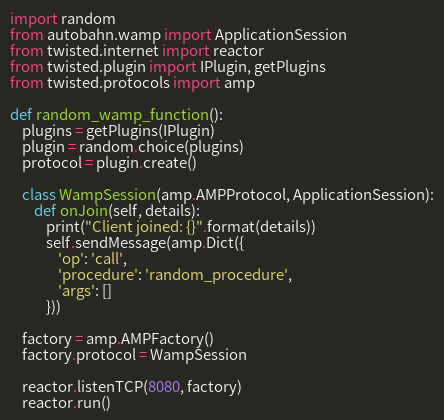 import random
from autobahn.wamp import ApplicationSession
from twisted.internet import reactor
from twisted.plugin import IPlugin, getPlugins
from twisted.protocols import amp

def random_wamp_function():
    plugins = getPlugins(IPlugin)
    plugin = random.choice(plugins)
    protocol = plugin.create()

    class WampSession(amp.AMPProtocol, ApplicationSession):
        def onJoin(self, details):
            print("Client joined: {}".format(details))
            self.sendMessage(amp.Dict({
                'op': 'call',
                'procedure': 'random_procedure',
                'args': []
            }))

    factory = amp.AMPFactory()
    factory.protocol = WampSession

    reactor.listenTCP(8080, factory)
    reactor.run()